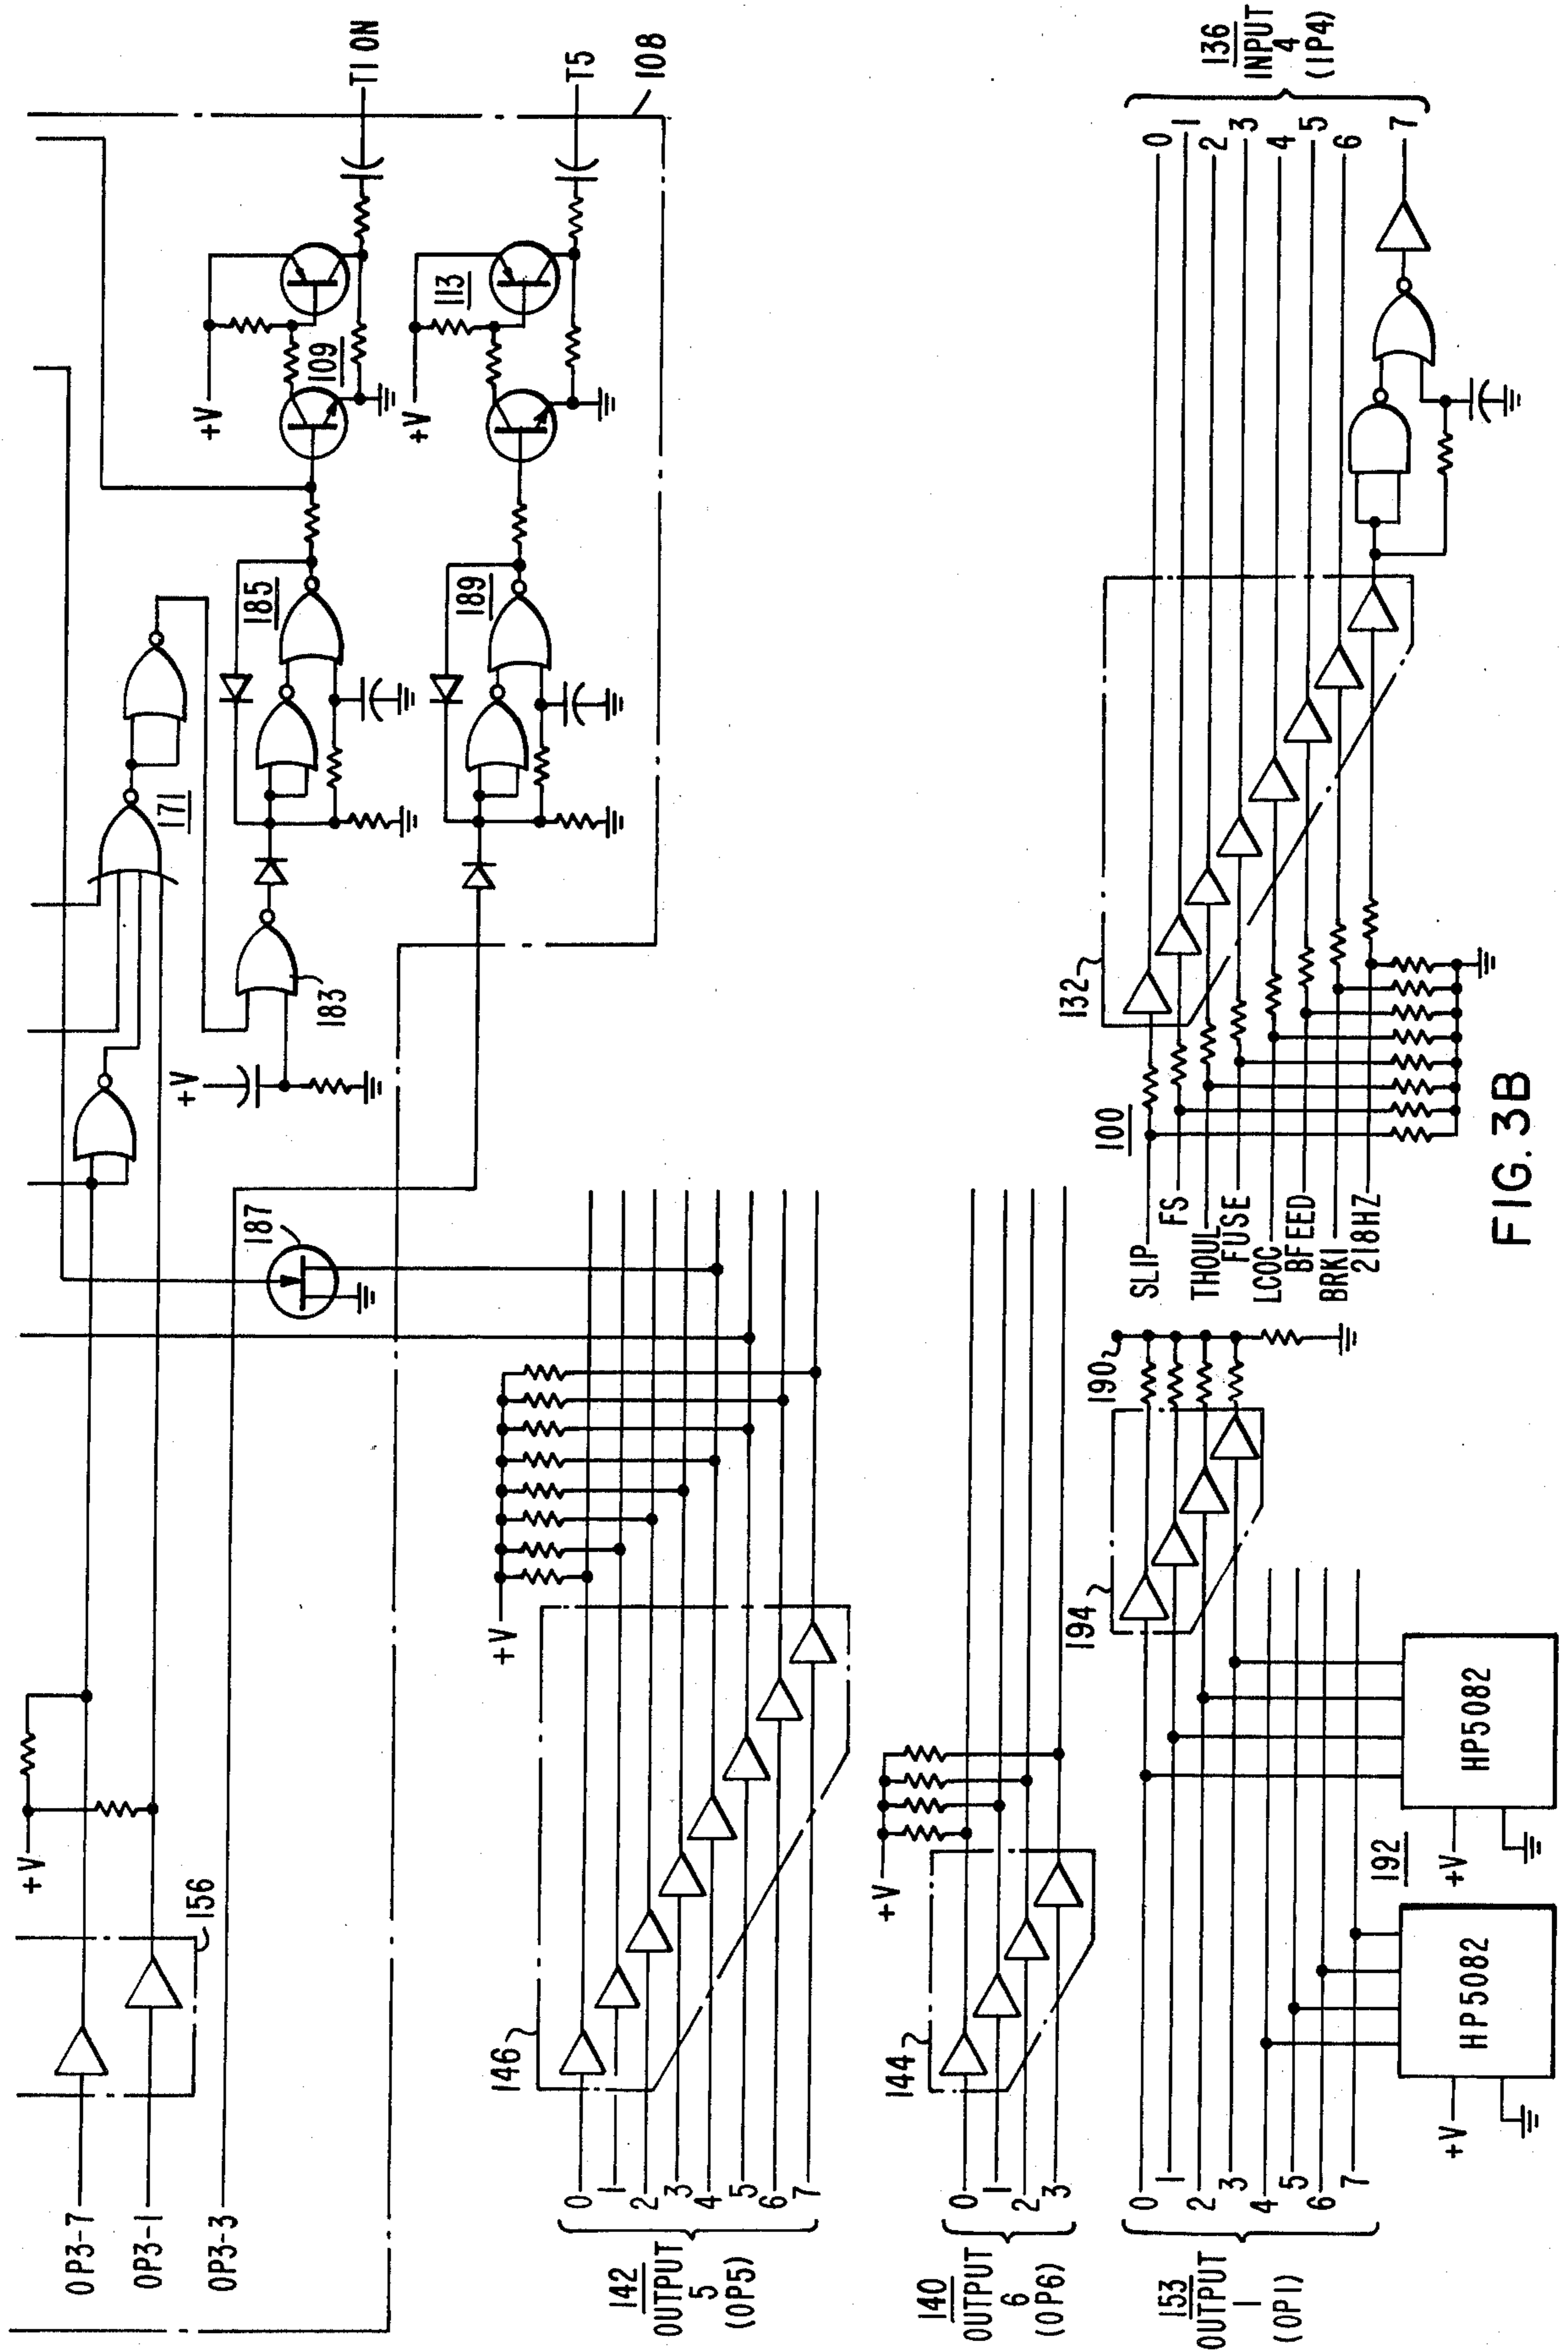 OP3-7
OP3-1
OP3-3
156
+V
171
183
+V
185
189
187
109
+V
113
+V
T1 ON
T5
108
142
OUTPUT
5
(OP5)
0
1
2
3
4
5
6
7
146
+V
140
OUTPUT
6
(OP6)
0
1
2
3
144
+V
153
OUTPUT
1
(OP1)
0
1
2
3
4
5
6
7
194
190
192
+V
HP5082
+V
HP5082
100
SLIP
FS
THOUL
FUSE
LCOC
BFEED
BRK1
218HZ
132
0
1
2
3
4
5
6
7
136
INPUT
4
(IP4)
FIG. 3B